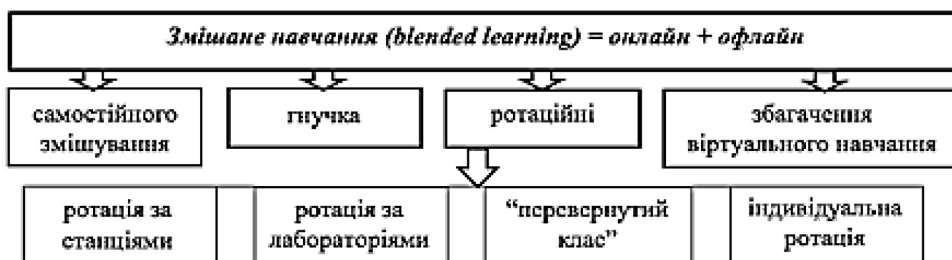 Змішане навчання (blended learning) = онлайн + офлайн
самостійного
змішування
гнучка
ротаційні
збагачення
віртуального навчання
ротація за
станціями
ротація за
лабораторіями
“перевернутий
клас”
індивідуальна
ротація